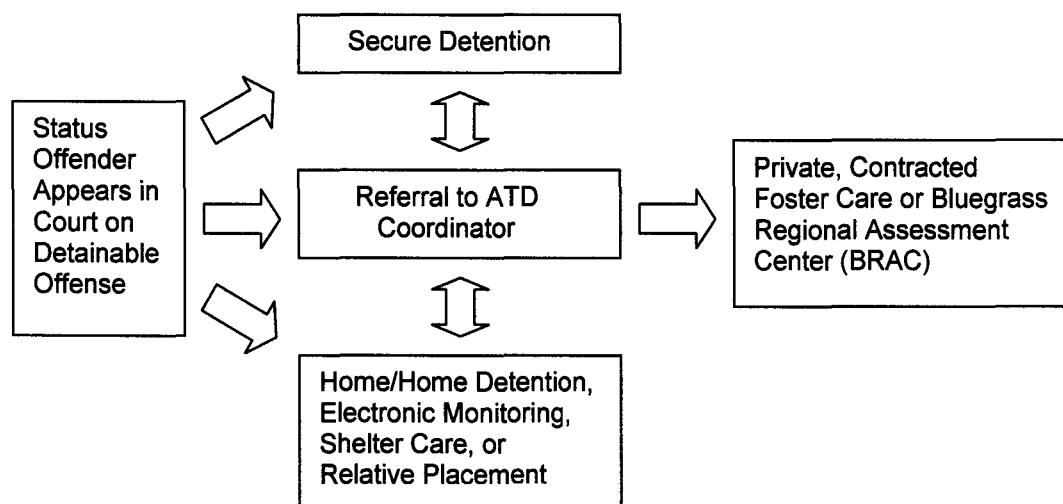 Secure Detention
Status
Offender
Appears in
Court on
Detainable
Offense
Referral to ATD
Coordinator
Private, Contracted
Foster Care or Bluegrass
Regional Assessment
Center (BRAC)
Home/Home Detention,
Electronic Monitoring,
Shelter Care, or
Relative Placement